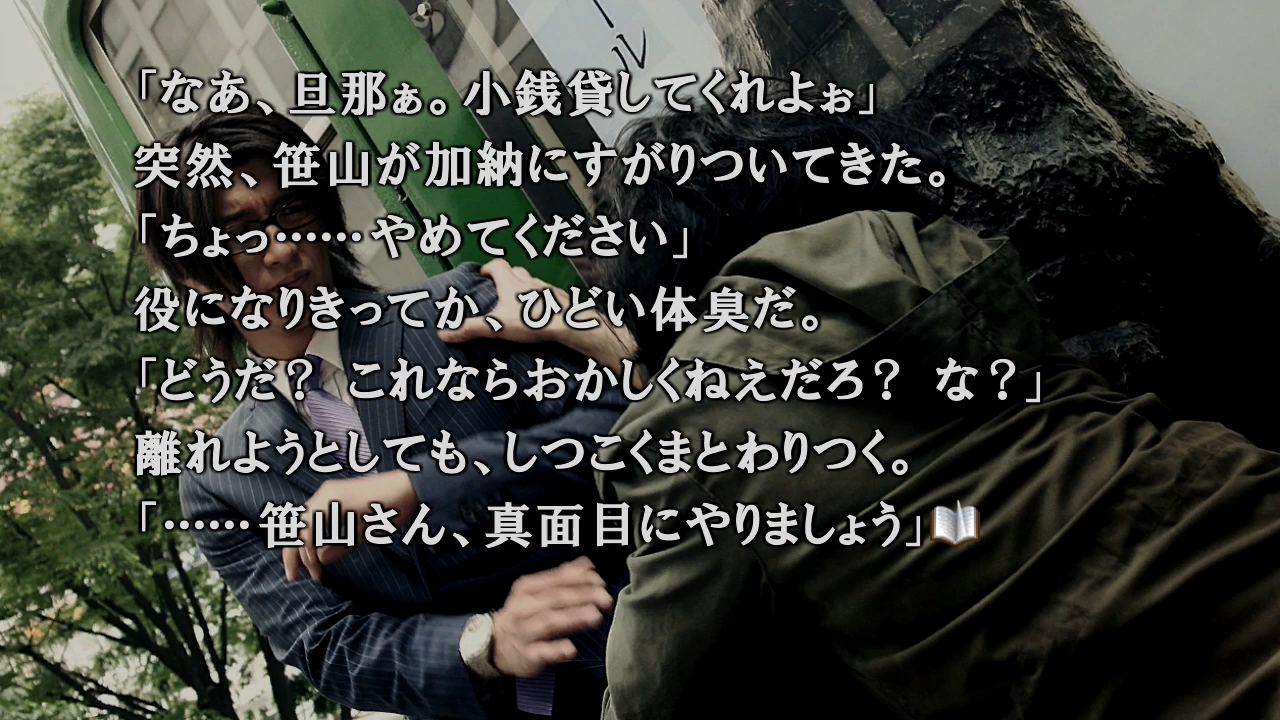 ール
「なあ、旦那ぁ。小銭貸してくれよぉ」
突然、笹山が加納にすがりついてきた。
「ちょっ……やめてください」
役になりきってか、ひどい体臭だ。
「どうだ？　これならおかしくねえだろ？　な？」
離れようとしても、しつこくまとわりつく。
「……笹山さん、真面目にやりましょう」